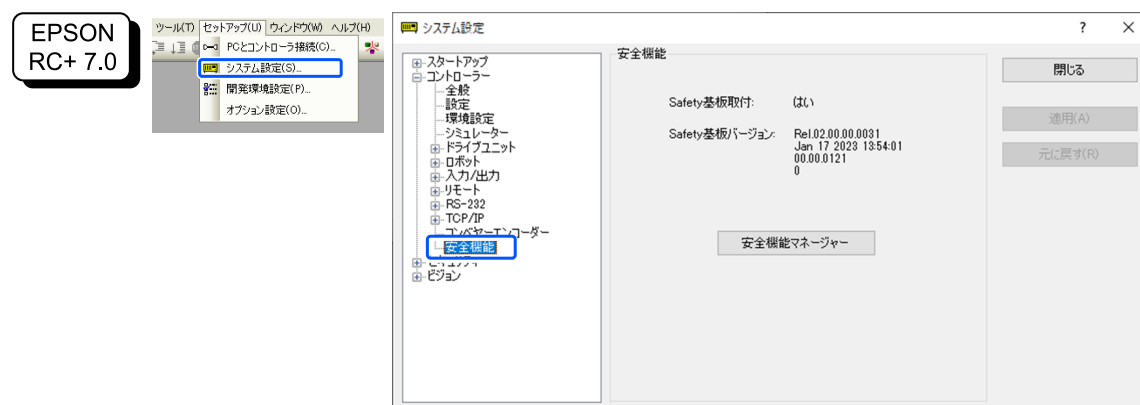 EPSON
RC+ 7.0
ツール(T) セットアップ(U) ウィンドウ(W) ヘルプ(H)
PCとコントローラ接続(C)...
システム設定(S)...
開発環境設定(P)...
オプション設定(O)...
システム設定
?
スタートアップ
コントローラー
全般
設定
環境設定
シミュレーター
ドライブユニット
ロボット
入力/出力
リモート
RS-232
TCP/IP
コンベヤーエンコーダー
安全機能
セキュリティ
ビジョン
安全機能
Safety基板取付: はい
Safety基板バージョン: Rel.02.00.00.0031
Jan 17 2023 13:54:01
00.00.0121
0
安全機能マネージャー
閉じる
適用(A)
元に戻す(R)